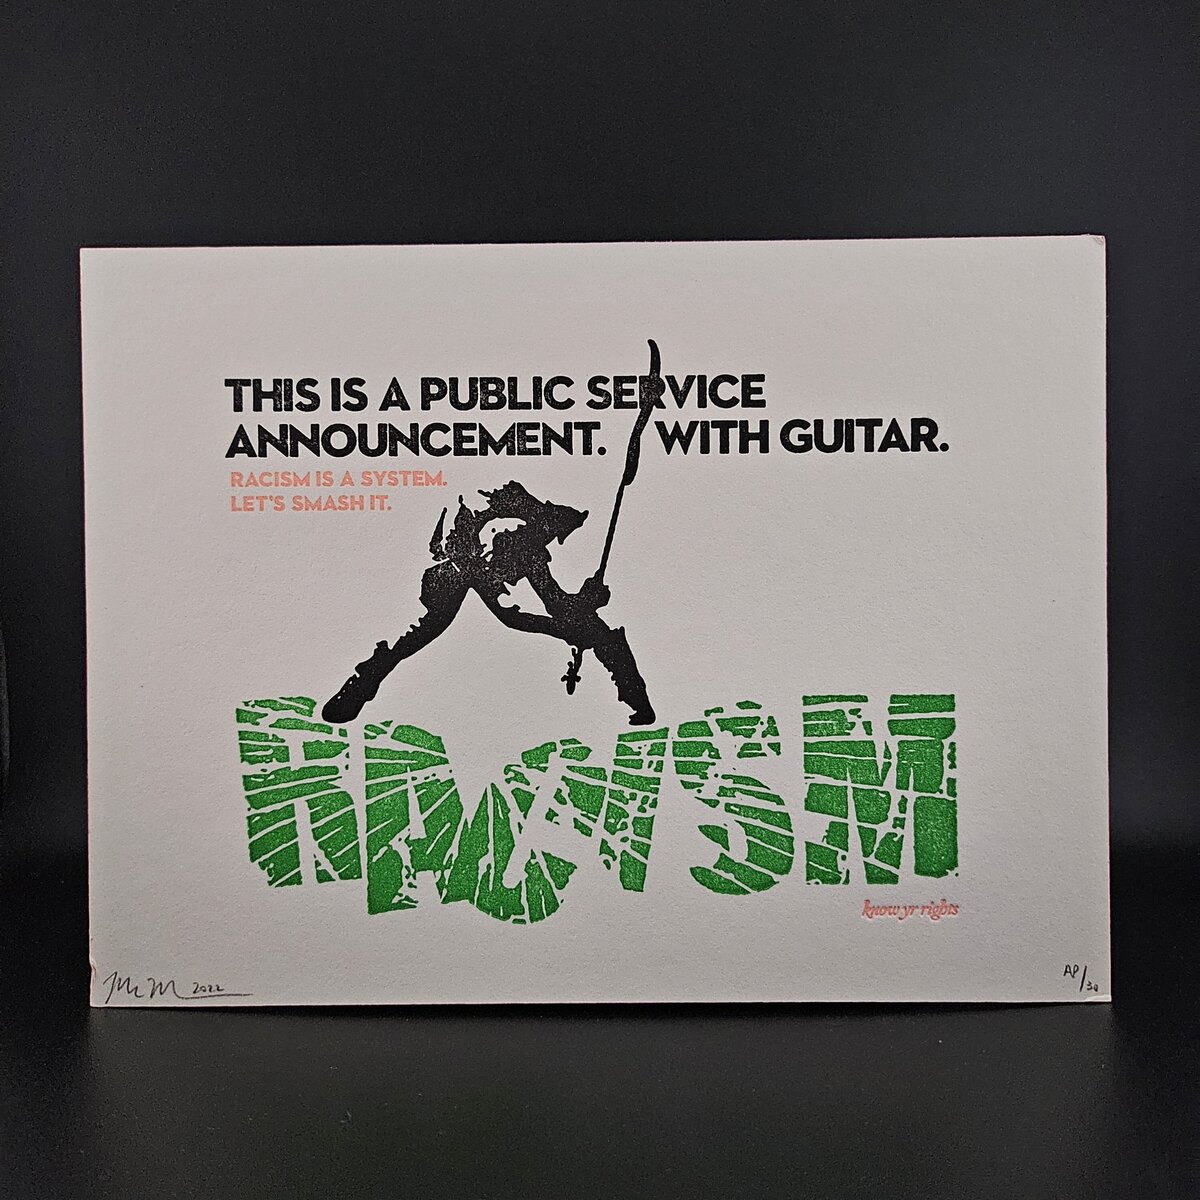 THIS IS A PUBLIC SERVICE
ANNOUNCEMENT. WITH GUITAR.
RACISM IS A SYSTEM.
LET'S SMASH IT.
RACISM
know yr rights
2022
AP/30